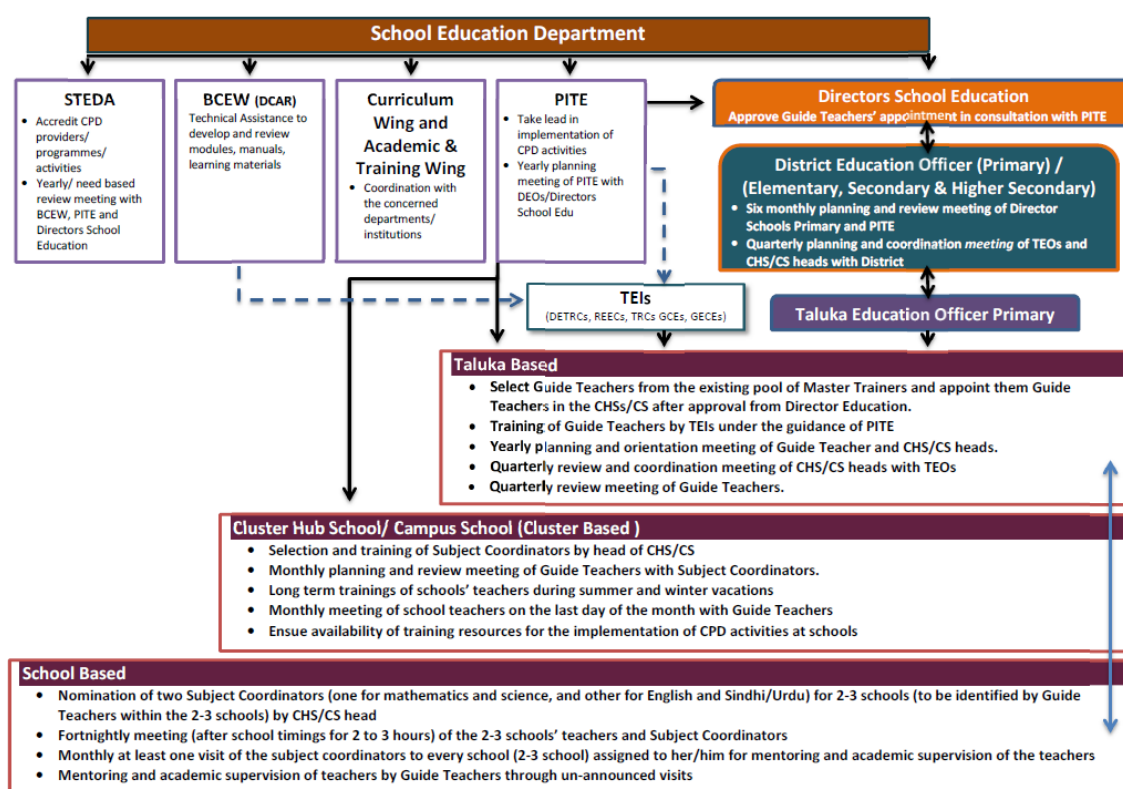 School Education Department
STEDA
• Accredit CPD
providers/
programmes/
activities
• Yearly/ need based
review meeting with
BCEW, PITE and
Directors School
Education
BCEW (DCAR)
Technical Assistance to
develop and review
modules, manuals,
learning materials
Curriculum
Wing and
Academic &
Training Wing
• Coordination with
the concerned
departments/
institutions
PITE
• Take lead in
implementation of
CPD activities
• Yearly planning
meeting of PITE with
DEOs/Directors
School Edu
Directors School Education
Approve Guide Teachers' appointment in consultation with PITE
District Education Officer (Primary) /
(Elementary, Secondary & Higher Secondary)
• Six monthly planning and review meeting of Director
Schools Primary and PITE
• Quarterly planning and coordination meeting of TEOs and
CHS/CS heads with District
TEIs
(DETRCs, REECs, TRCs GCEs, GECEs)
Taluka Education Officer Primary
Taluka Based
• Select Guide Teachers from the existing pool of Master Trainers and appoint them Guide
Teachers in the CHSs/CS after approval from Director Education.
• Training of Guide Teachers by TEIs under the guidance of PITE
• Yearly planning and orientation meeting of Guide Teacher and CHS/CS heads.
• Quarterly review and coordination meeting of CHS/CS heads with TEOs
• Quarterly review meeting of Guide Teachers.
Cluster Hub School/ Campus School (Cluster Based )
• Selection and training of Subject Coordinators by head of CHS/CS
• Monthly planning and review meeting of Guide Teachers with Subject Coordinators.
• Long term trainings of schools' teachers during summer and winter vacations
• Monthly meeting of school teachers on the last day of the month with Guide Teachers
• Ensue availability of training resources for the implementation of CPD activities at schools
School Based
• Nomination of two Subject Coordinators (one for mathematics and science, and other for English and Sindhi/Urdu) for 2-3 schools (to be identified by Guide
Teachers within the 2-3 schools) by CHS/CS head
• Fortnightly meeting (after school timings for 2 to 3 hours) of the 2-3 schools' teachers and Subject Coordinators
• Monthly at least one visit of the subject coordinators to every school (2-3 school) assigned to her/him for mentoring and academic supervision of the teachers
• Mentoring and academic supervision of teachers by Guide Teachers through un-announced visits